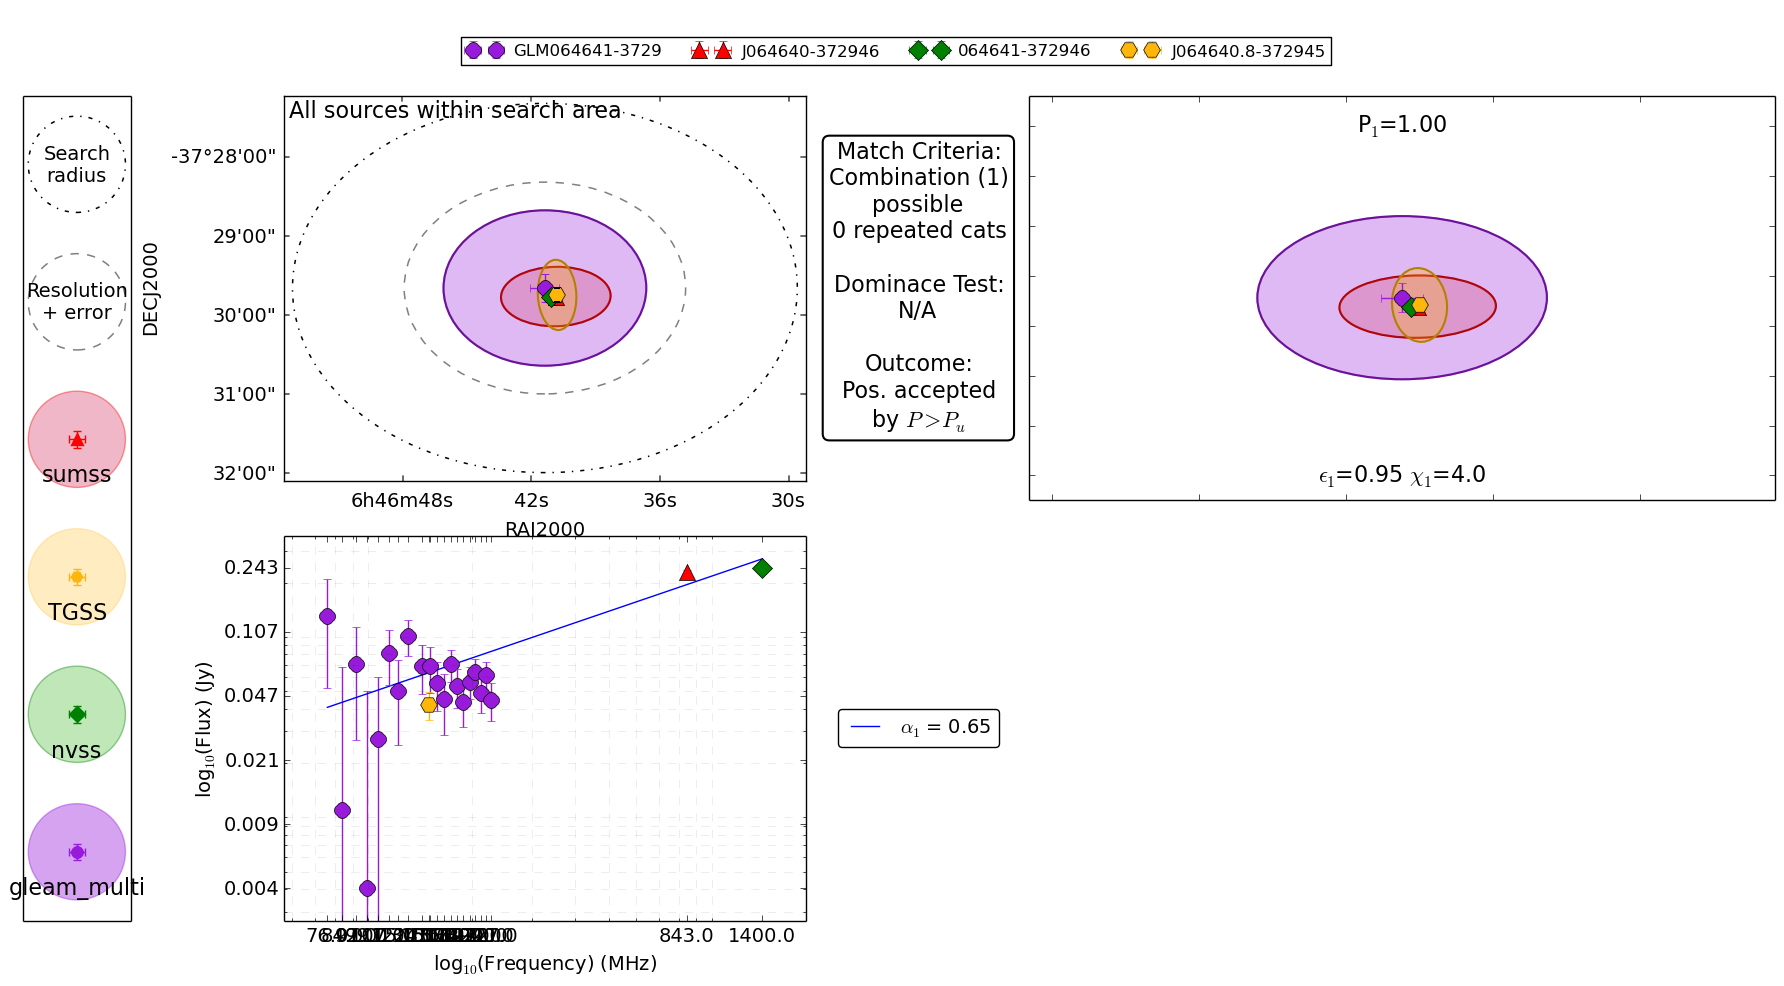 GLM064641-3729
J064640-372946
064641-372946
J064640.8-372945
Search
radius
Resolution
+ error
sumss
TGSS
nvss
gleam_multi
All sources within search area
DECJ2000
-37°28'00"
29'00"
30'00"
31'00"
32'00"
6h46m48s
42s
36s
30s
RAJ2000
Match Criteria:
Combination (1)
possible
0 repeated cats
Dominace Test:
N/A
Outcome:
Pos. accepted
by P>Pᵤ
P₁=1.00
ϵ₁=0.95 χ₁=4.0
log₁₀(Flux) (Jy)
0.243
0.107
0.047
0.021
0.009
0.004
843.0
1400.0
log₁₀(Frequency) (MHz)
α₁ = 0.65